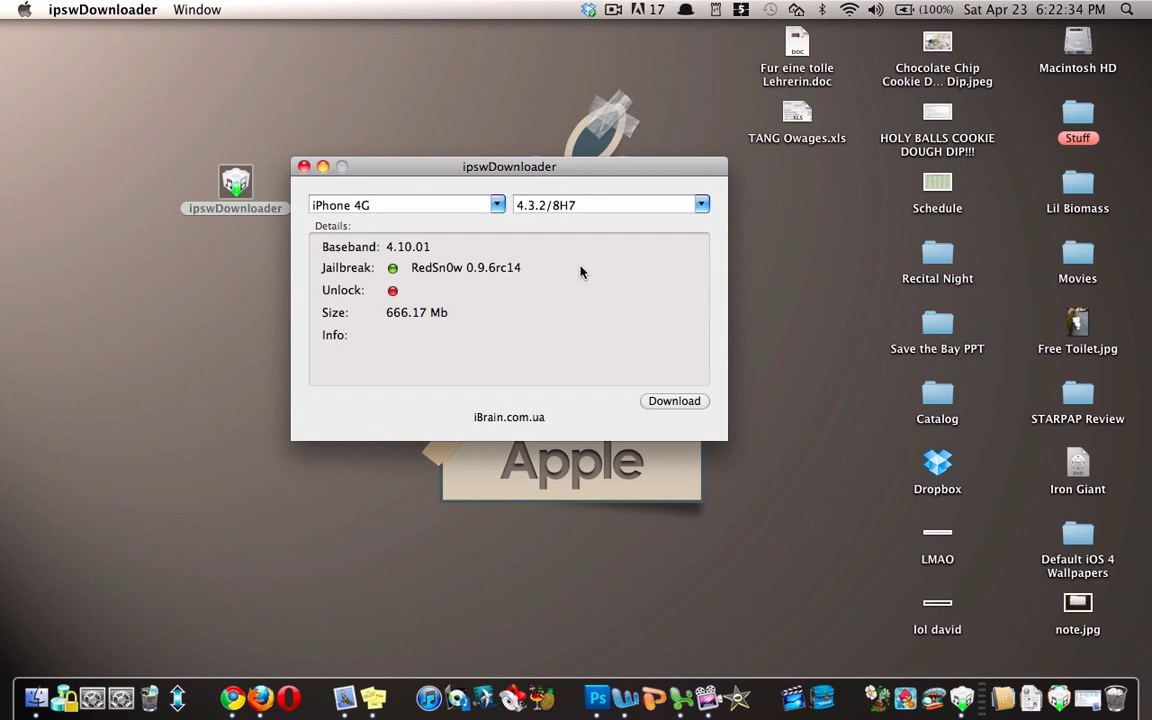 ipswDownloader Window
17
(100%) Sat Apr 23 6:22:34 PM
Fur eine tolle
Lehrerin.doc
Chocolate Chip
Cookie D... Dip.jpeg
Macintosh HD
TANG Owages.xls
HOLY BALLS COOKIE
DOUGH DIP!!!
Stuff
ipswDownloader
Schedule
Lil Biomass
Recital Night
Movies
Save the Bay PPT
Free Toilet.jpg
Catalog
STARPAP Review
Dropbox
Iron Giant
LMAO
Default iOS 4
Wallpapers
lol david
note.jpg
ipswDownloader
iPhone 4G
4.3.2/8H7
Details:
Baseband: 4.10.01
Jailbreak: RedSn0w 0.9.6rc14
Unlock:
Size: 666.17 Mb
Info:
Download
iBrain.com.ua
Apple
DOC
XLS
Ps